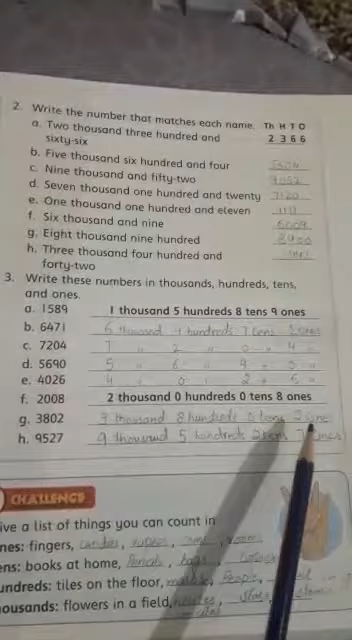 2. Write the number that matches each name. Th H T O
a. Two thousand three hundred and sixty-six 2 3 6 6
b. Five thousand six hundred and four 5604
c. Nine thousand and fifty-two 9052
d. Seven thousand one hundred and twenty 7120
e. One thousand one hundred and eleven 1111
f. Six thousand and nine 6009
g. Eight thousand nine hundred 8900
h. Three thousand four hundred and forty-two
3. Write these numbers in thousands, hundreds, tens, and ones.
a. 1589 1 thousand 5 hundreds 8 tens 9 ones
b. 6471 6 thousand 4 hundreds 7 tens ones
c. 7204 7 " 2 " 0 " 4 "
d. 5690 5 " 6 " 9 " 0 "
e. 4026 4 " 0 " 2 " 6 "
f. 2008 2 thousand 0 hundreds 0 tens 8 ones
g. 3802 3 thousand 8 hundreds 0 tens 2
h. 9527 9 thousand 5 hundreds 2 tens 7 ones
CHALLENGE
ive a list of things you can count in
nes: fingers,
ens: books at home, Pencils, bags,
undreds: tiles on the floor,
ousands: flowers in a field,